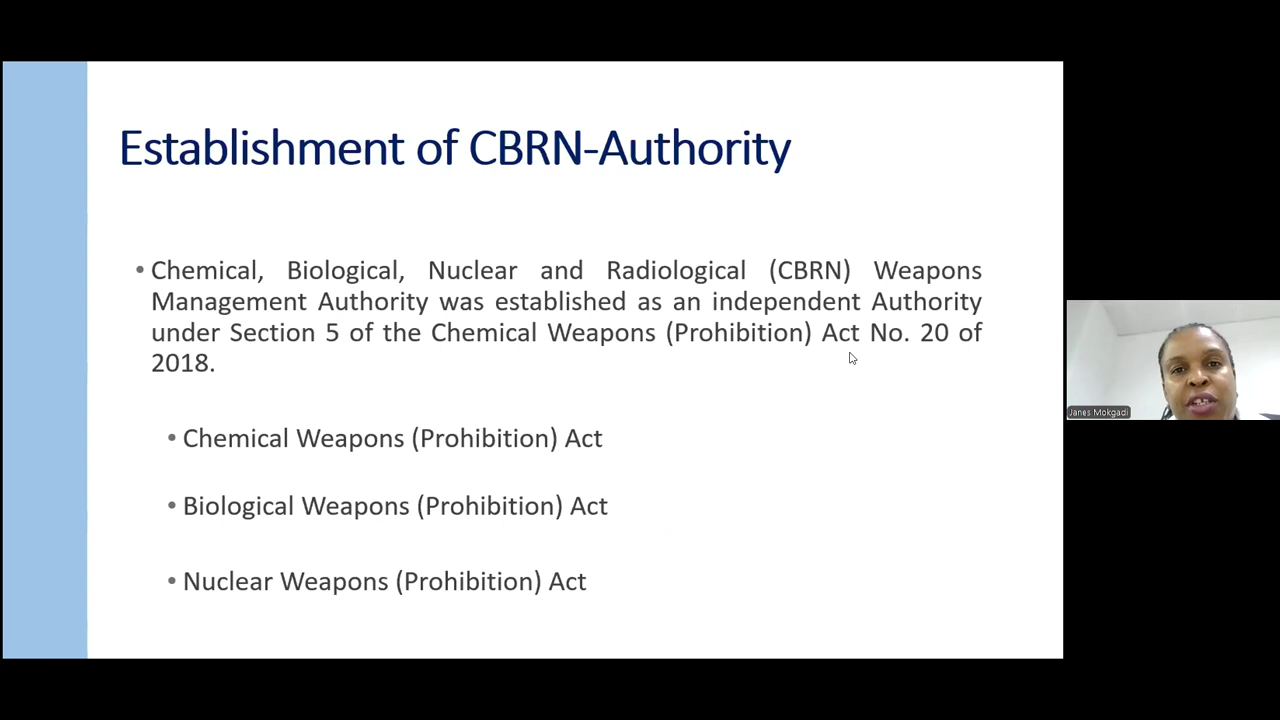 Establishment of CBRN-Authority
• Chemical, Biological, Nuclear and Radiological (CBRN) Weapons
Management Authority was established as an independent Authority
under Section 5 of the Chemical Weapons (Prohibition) Act No. 20 of
2018.
• Chemical Weapons (Prohibition) Act
• Biological Weapons (Prohibition) Act
• Nuclear Weapons (Prohibition) Act
Janes Mokgadi